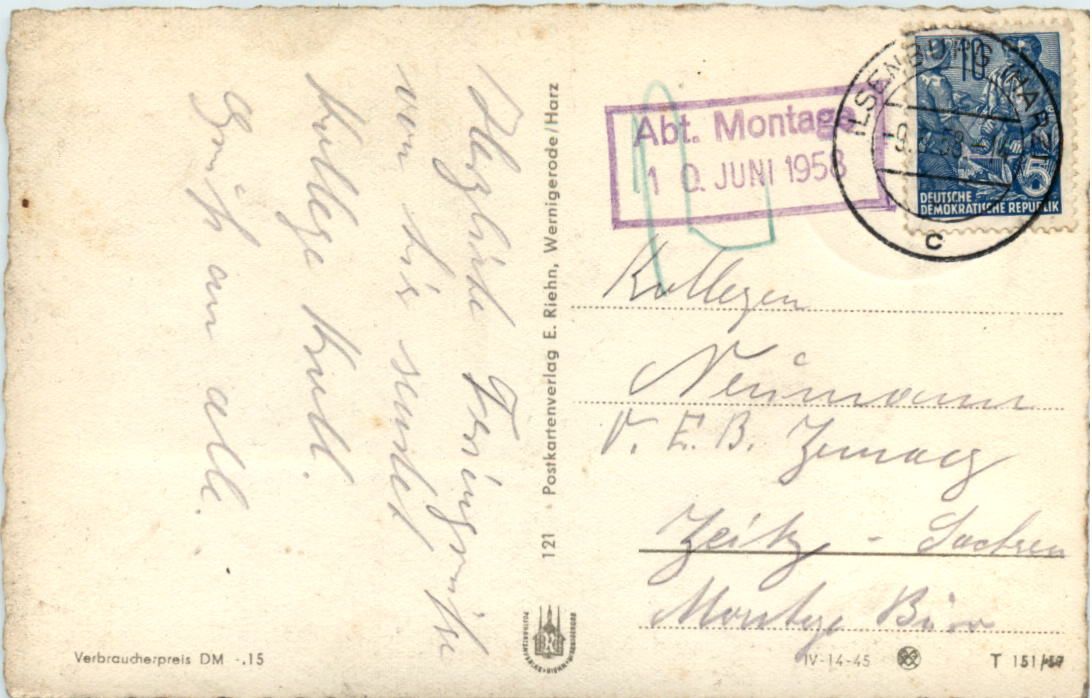 Herzliche Feriengrüße
von hier sendet
Kollege Knoll.
Gruß an alle.
Verbraucherpreis DM -.15
121 Postkartenverlag E. Riehn, Wernigerode/Harz
Abt. Montage
10. JUNI 1958
ILSENBURG (HARZ)
c
10
5
DEUTSCHE
DEMOKRATISCHE REPUBLIK
Kollegen
Neumann
V. E. B. Zemag
Zeitz - Sachsen
Montage Büro
IV-14-45
T 151/57